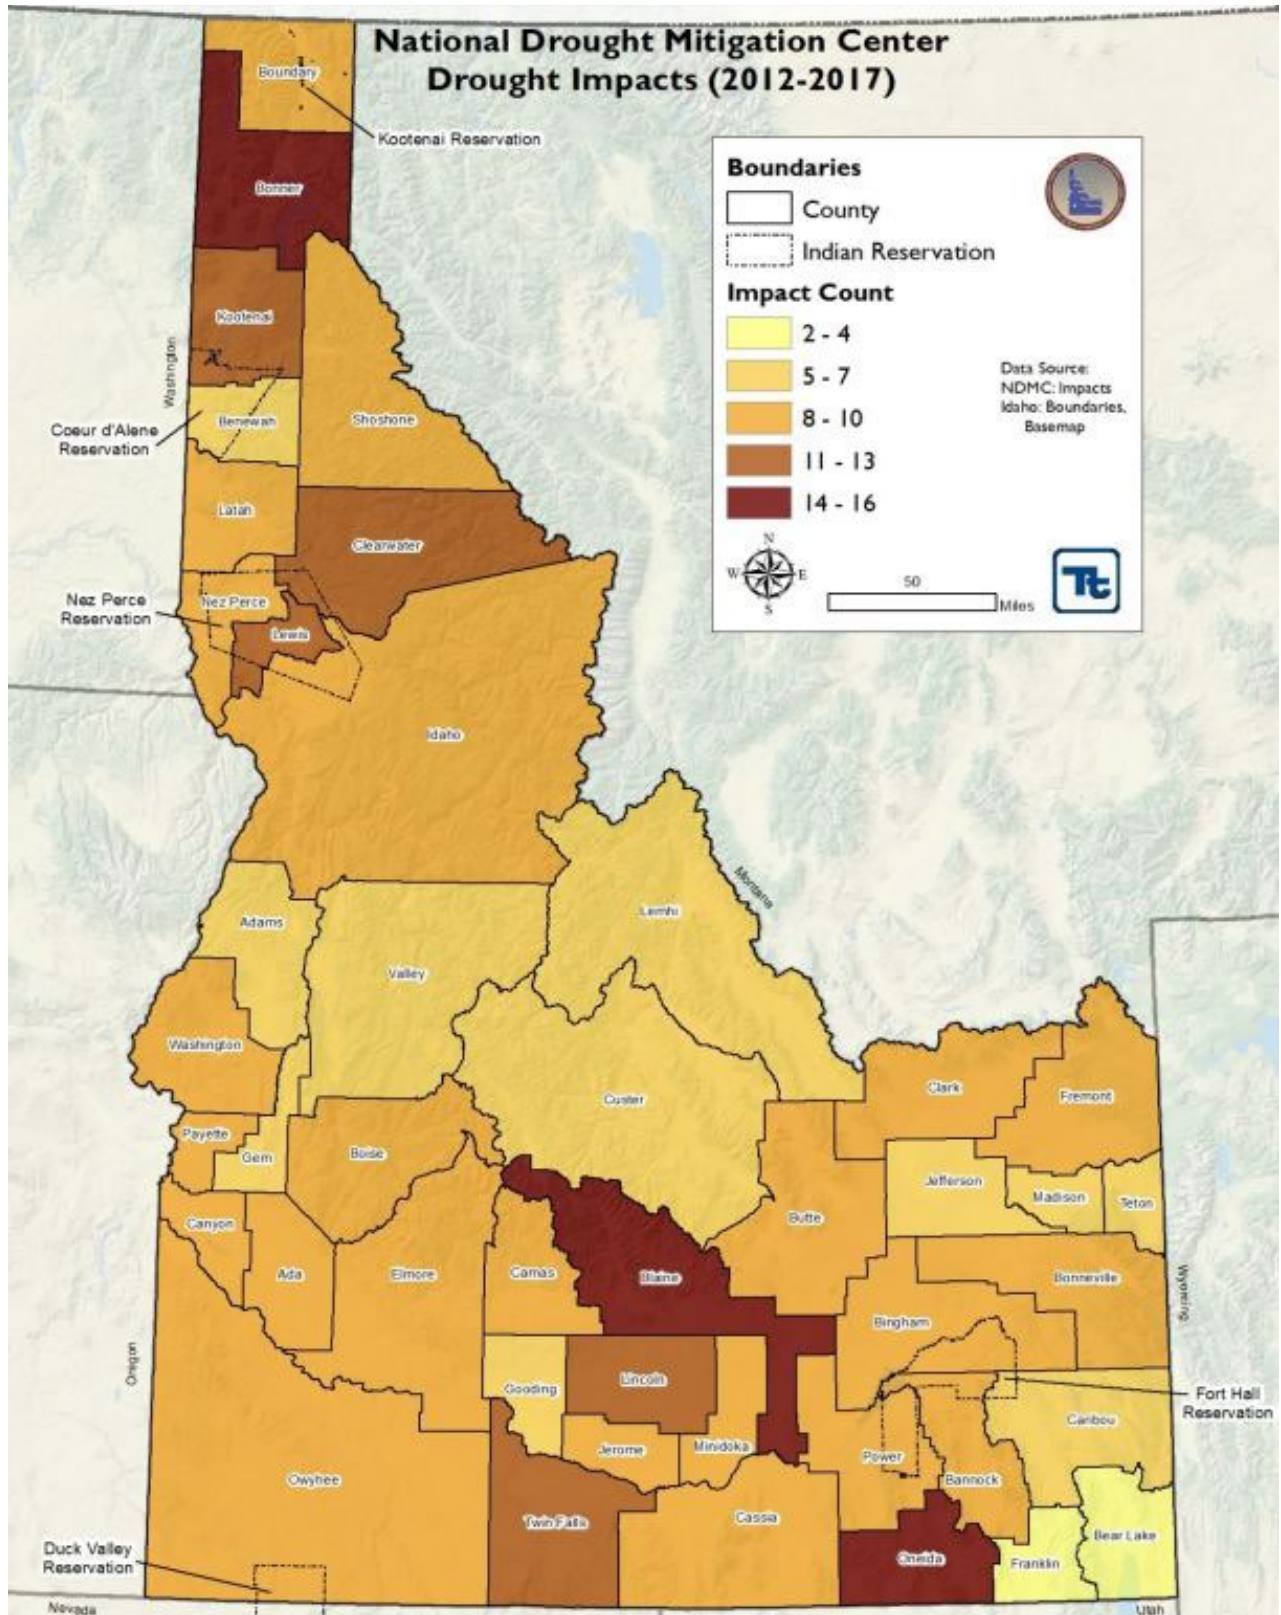 National Drought Mitigation Center
Drought Impacts (2012-2017)
Boundary
Kootenai Reservation
Bonner
Boundaries
County
Indian Reservation
Impact Count
2 - 4
5 - 7
8 - 10
11 - 13
14 - 16
Data Source:
NDMC: Impacts
Idaho: Boundaries,
Basemap
N
W
E
S
50
Miles
Tt
Kootenai
Washington
Coeur d'Alene
Reservation
Benewah
Shoshone
Latah
Clearwater
Nez Perce
Reservation
Nez Perce
Lewis
Idaho
Montana
Lemhi
Adams
Valley
Washington
Custer
Clark
Fremont
Payette
Gem
Boise
Jefferson
Madison
Teton
Butte
Canyon
Ada
Elmore
Camas
Blaine
Bonneville
Wyoming
Bingham
Oregon
Gooding
Lincoln
Fort Hall
Reservation
Caribou
Jerome
Minidoka
Power
Bannock
Owyhee
Twin Falls
Cassia
Oneida
Franklin
Bear Lake
Duck Valley
Reservation
Nevada
Utah